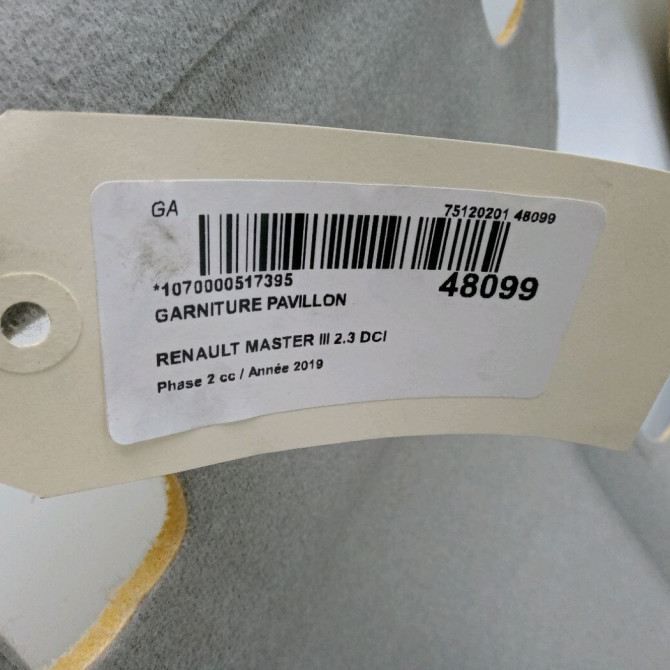 GA 75120201 48099
*1070000517395 48099
GARNITURE PAVILLON
RENAULT MASTER III 2.3 DCI
Phase 2 cc / Année 2019